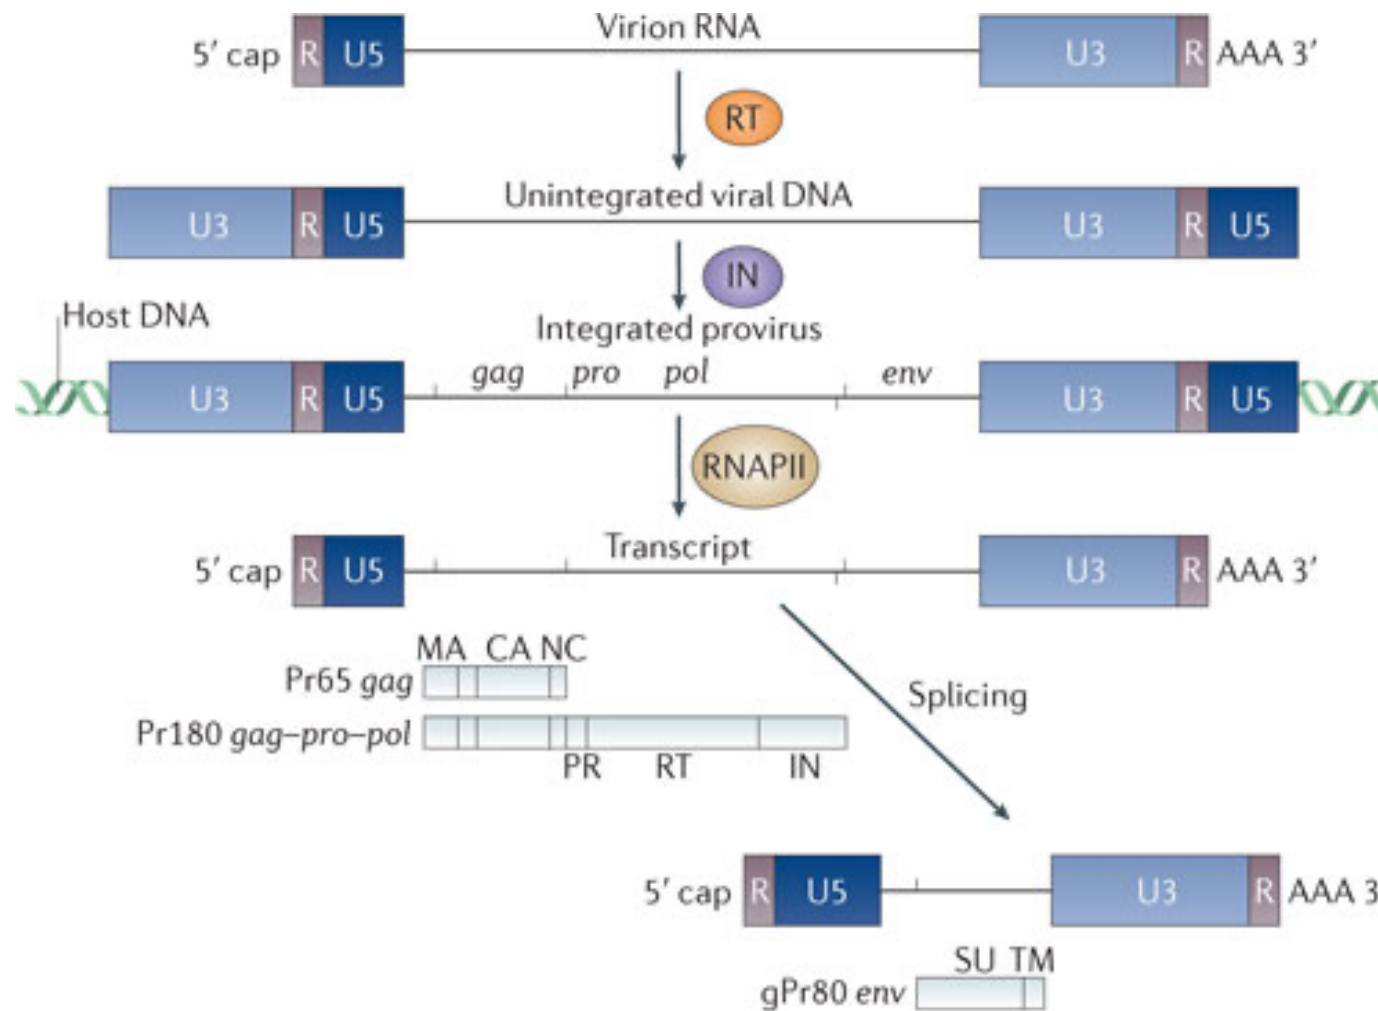 Virion RNA
5′ cap R U5 U3 R AAA 3′
RT
Unintegrated viral DNA
U3 R U5 U3 R U5
IN
Host DNA
Integrated provirus
gag pro pol env
U3 R U5 U3 R U5
RNAPII
Transcript
5′ cap R U5 U3 R AAA 3′
MA CA NC
Pr65 gag
Splicing
Pr180 gag–pro–pol
PR RT IN
5′ cap R U5 U3 R AAA 3
SU TM
gPr80 env